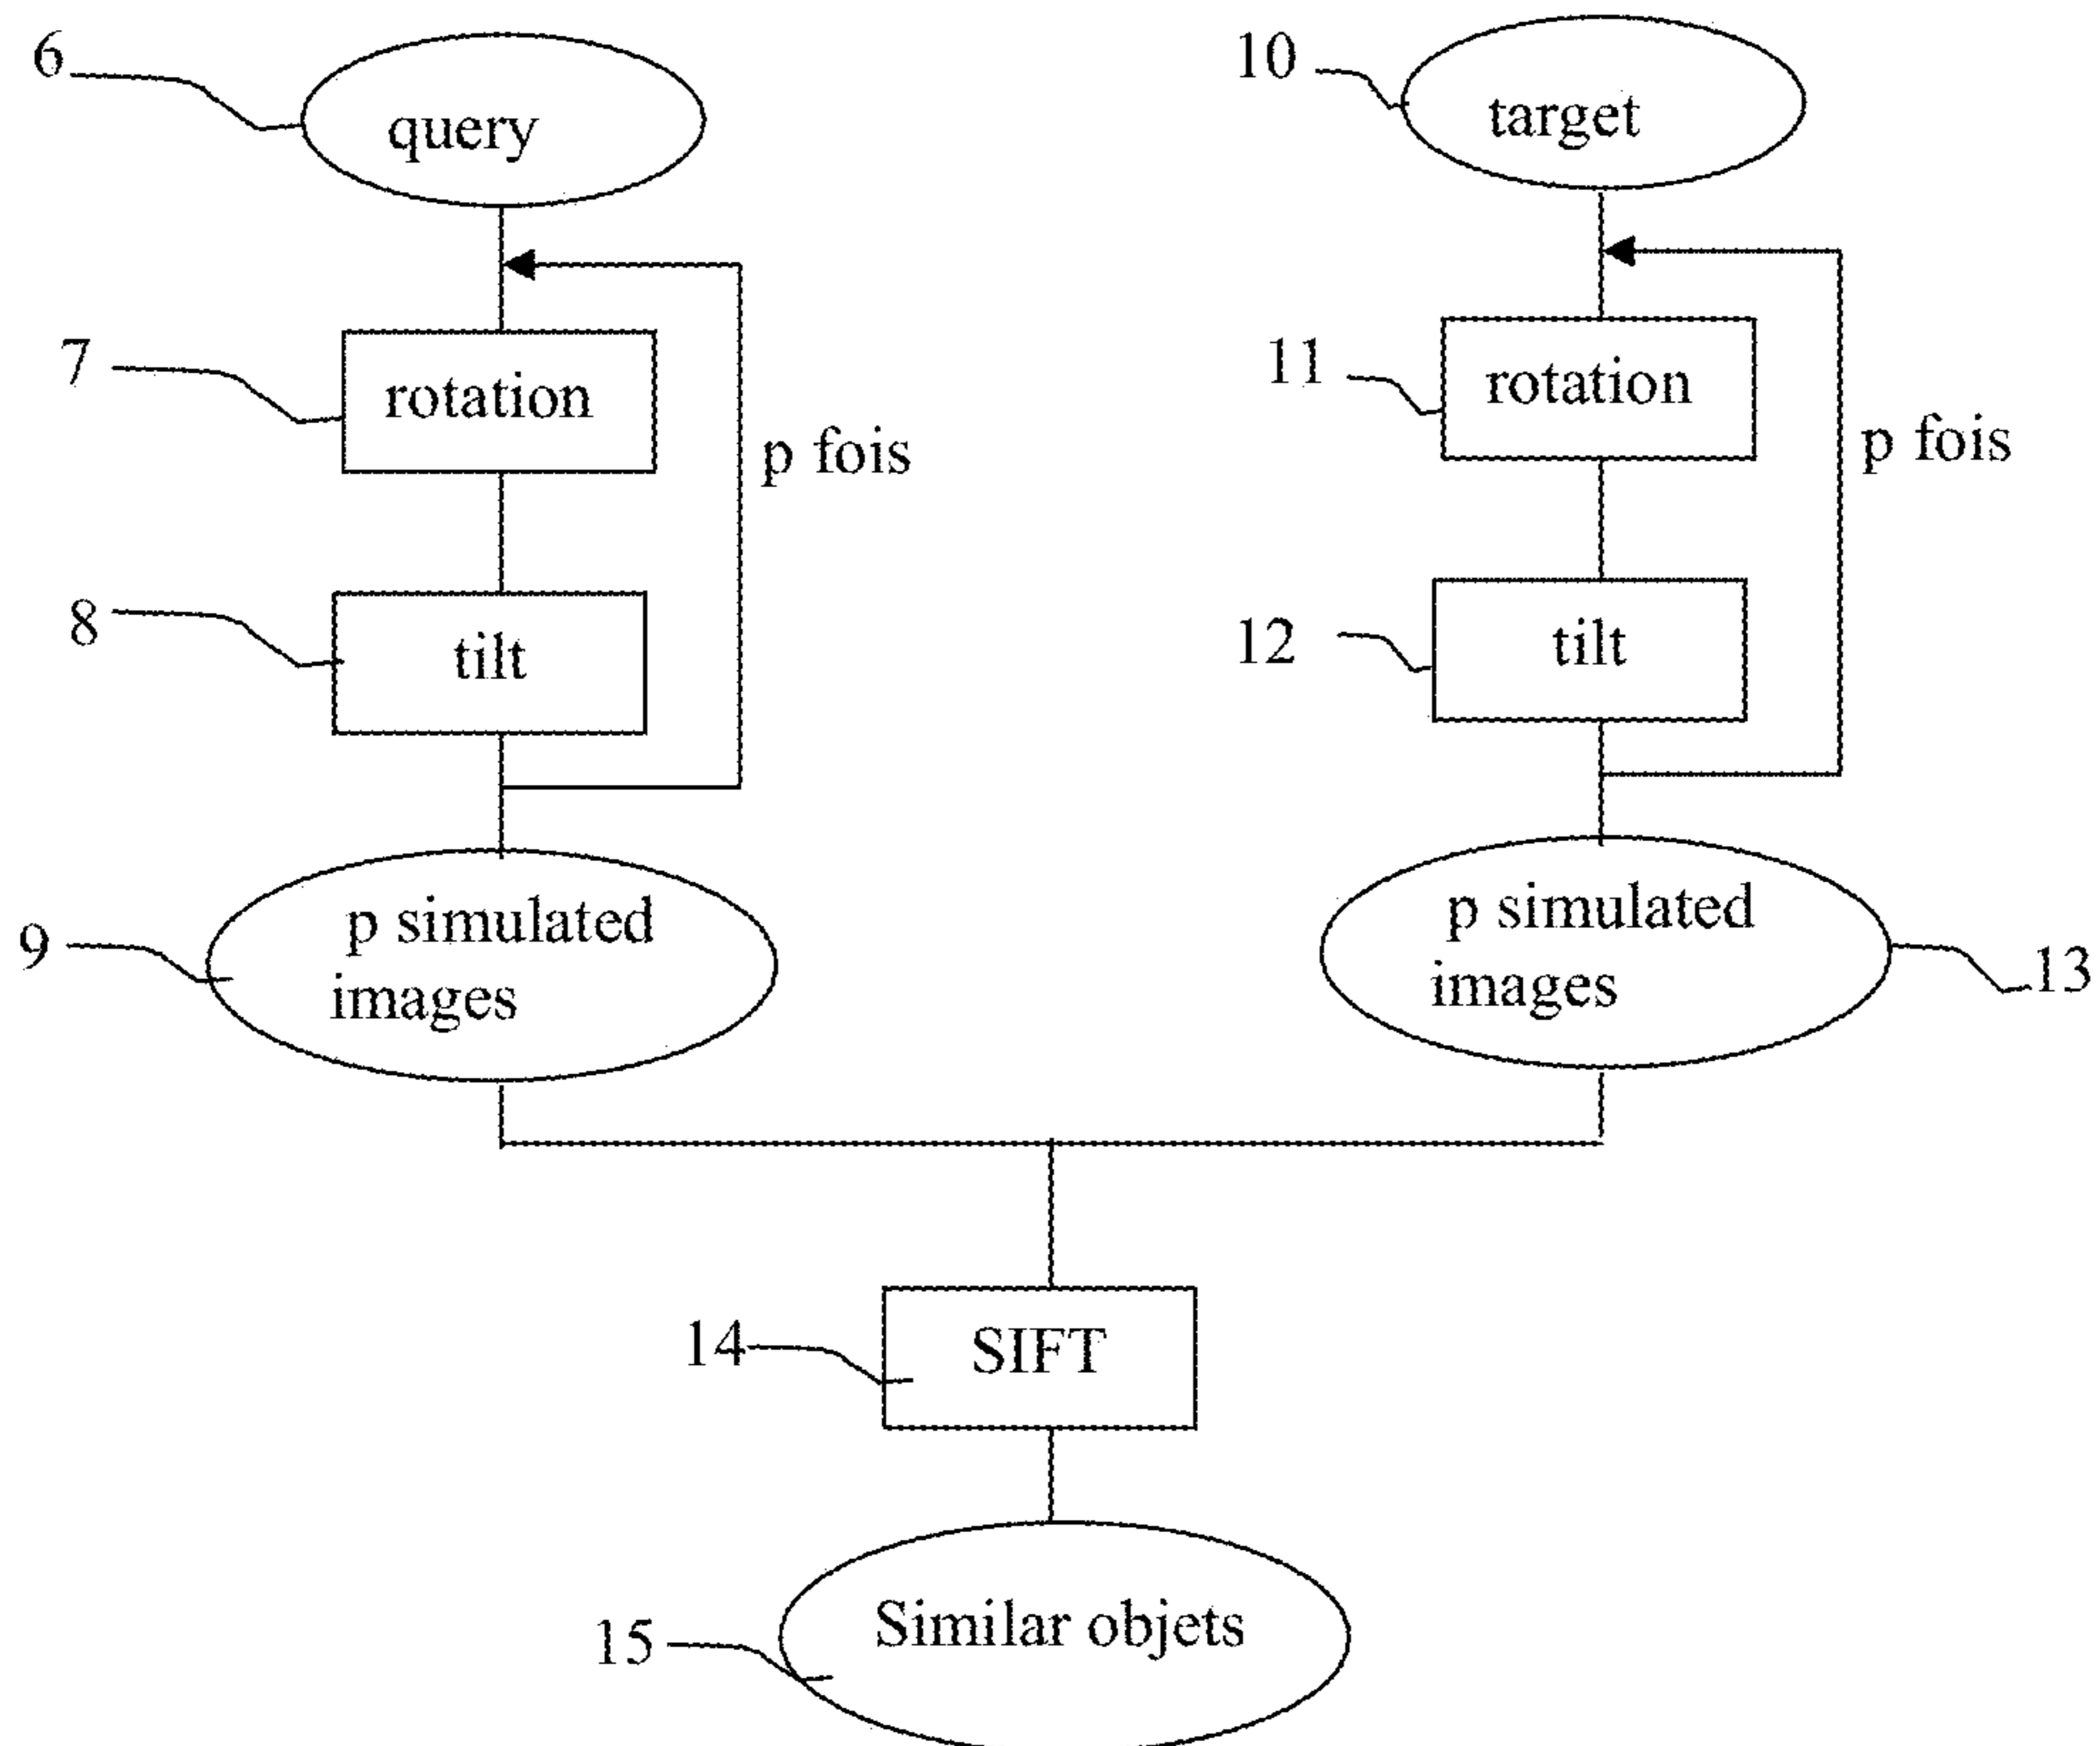 6
query
10
target
7
rotation
p fois
11
rotation
p fois
8
tilt
12
tilt
9
p simulated
images
p simulated
images
13
14
SIFT
15
Similar objets